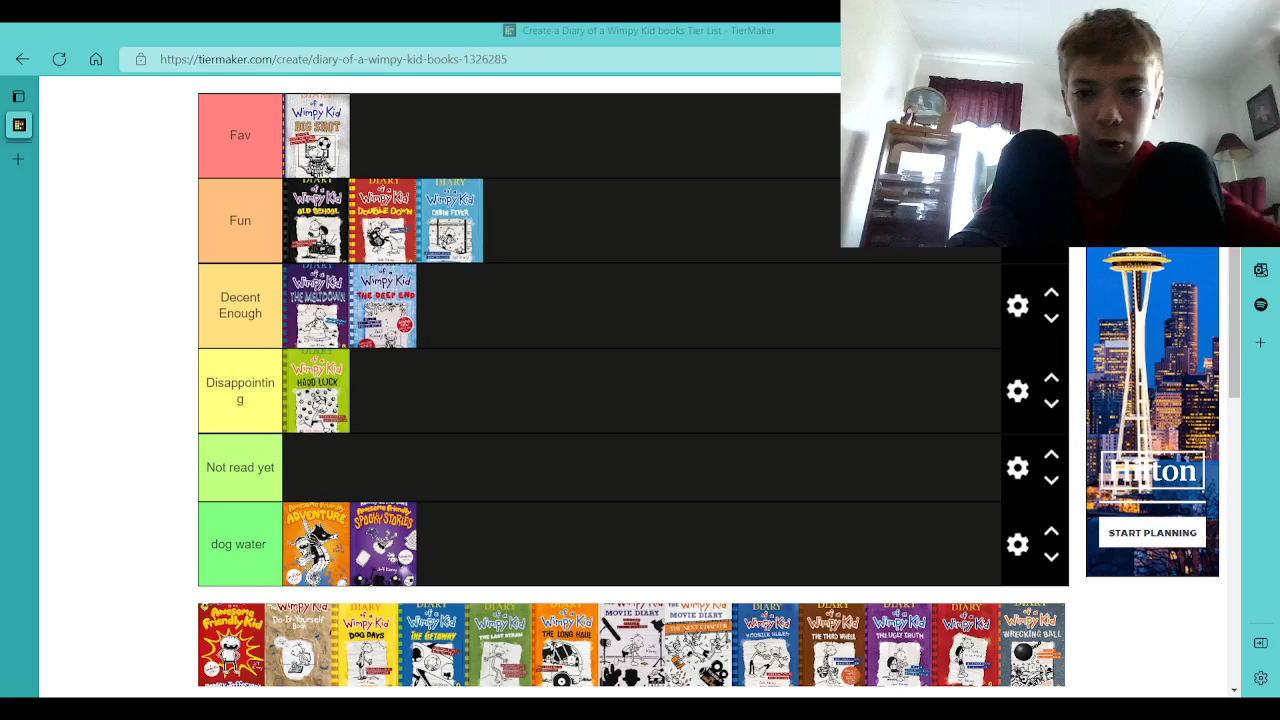 Create a Diary of a Wimpy Kid books Tier List - TierMaker
https://tiermaker.com/create/diary-of-a-wimpy-kid-books-1326285
Fav
of a
Wimpy Kid
BIG SHOT
Fun
DIARY
of a
Wimpy Kid
OLD SCHOOL
DIARY
of a
Wimpy Kid
DOUBLE DOWN
DIARY
of a
Wimpy Kid
CABIN FEVER
Decent
Enough
DIARY
of a
Wimpy Kid
THE MELTDOWN
of a
Wimpy Kid
THE DEEP END
Disappointin
g
DIARY
of a
Wimpy Kid
HARD LUCK
Not read yet
dog water
Awesome Friendly
ADVENTURE
Awesome Friendly
SPOOKY STORIES
Hilton
START PLANNING
Awesome
Friendly Kid
Wimpy Kid
Do-It-Yourself
Book
DIARY
of a
Wimpy Kid
DOG DAYS
DIARY
of a
Wimpy Kid
THE GETAWAY
DIARY
of a
Wimpy Kid
THE LAST STRAW
DIARY
of a
Wimpy Kid
THE LONG HAUL
Wimpy Kid
MOVIE DIARY
Wimpy Kid
MOVIE DIARY
THE NEXT CHAPTER
DIARY
of a
Wimpy Kid
RODRICK RULES
DIARY
of a
Wimpy Kid
THE THIRD WHEEL
DIARY
of a
Wimpy Kid
THE UGLY TRUTH
DIARY
of a
Wimpy Kid
DIARY
of a
Wimpy Kid
WRECKING BALL